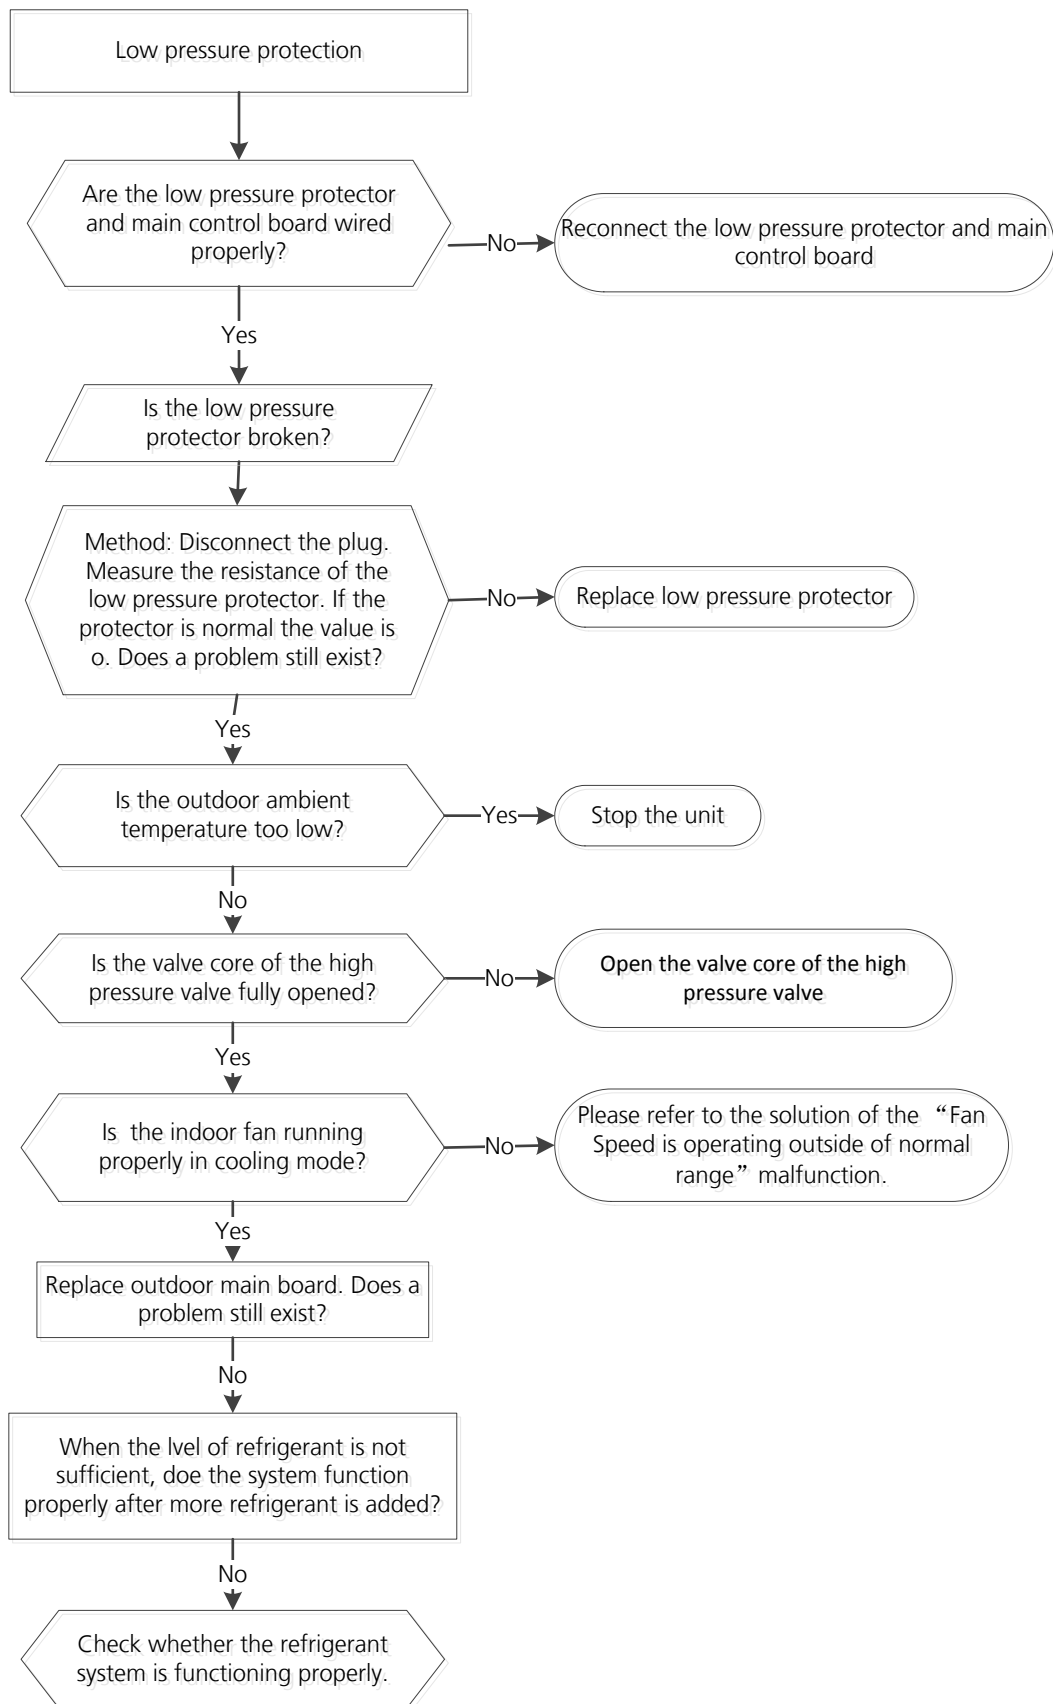 Low pressure protection
Are the low pressure protector
and main control board wired
properly?
No
Reconnect the low pressure protector and main
control board
Yes
Is the low pressure
protector broken?
Method: Disconnect the plug.
Measure the resistance of the
low pressure protector. If the
protector is normal the value is
o. Does a problem still exist?
No
Replace low pressure protector
Yes
Is the outdoor ambient
temperature too low?
Yes
Stop the unit
No
Is the valve core of the high
pressure valve fully opened?
No
Open the valve core of the high
pressure valve
Yes
Is  the indoor fan running
properly in cooling mode?
No
Please refer to the solution of the “Fan
Speed is operating outside of normal
range” malfunction.
Yes
Replace outdoor main board. Does a
problem still exist?
No
When the lvel of refrigerant is not
sufficient, doe the system function
properly after more refrigerant is added?
No
Check whether the refrigerant
system is functioning properly.